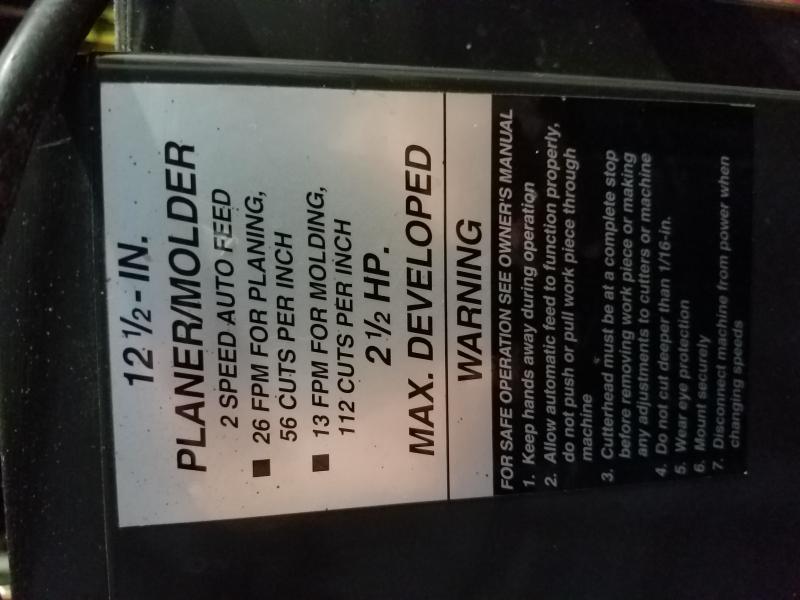 12 1/2 - IN.
PLANER/MOLDER
2 SPEED AUTO FEED
■ 26 FPM FOR PLANING,
56 CUTS PER INCH
■ 13 FPM FOR MOLDING,
112 CUTS PER INCH
2 1/2 HP.
MAX. DEVELOPED
WARNING
FOR SAFE OPERATION SEE OWNER'S MANUAL
1. Keep hands away during operation
2. Allow automatic feed to function properly,
do not push or pull work piece through
machine
3. Cutterhead must be at a complete stop
before removing work piece or making
any adjustments to cutters or machine
4. Do not cut deeper than 1/16-in.
5. Wear eye protection
6. Mount securely
7. Disconnect machine from power when
changing speeds